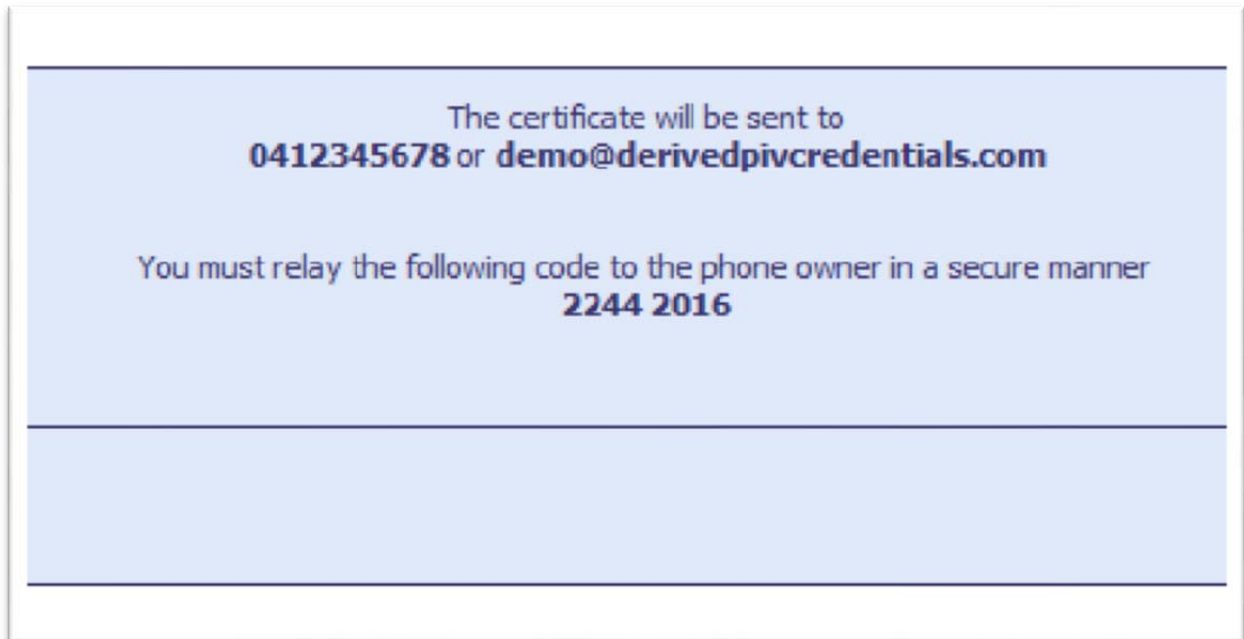 The certificate will be sent to
0412345678 or demo@derivedpivcredentials.com
You must relay the following code to the phone owner in a secure manner
2244 2016